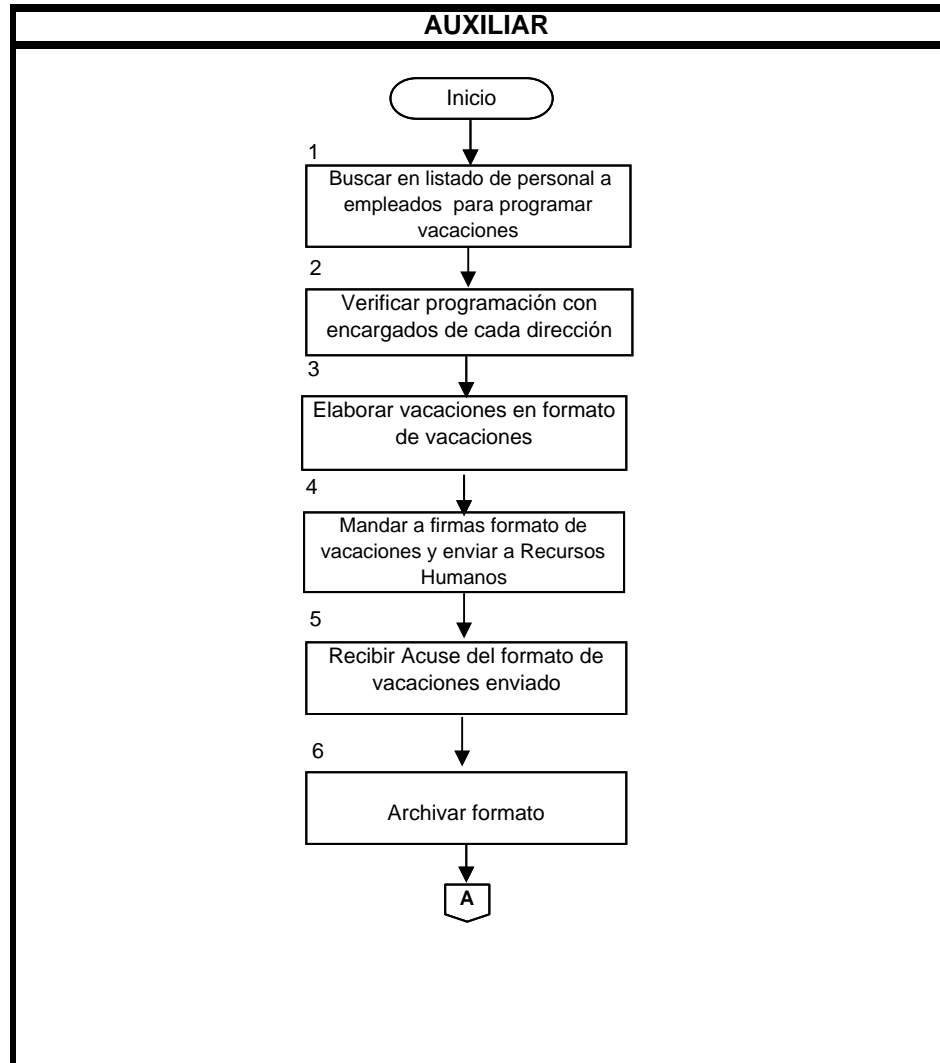 AUXILIAR
Inicio
1
Buscar en listado de personal a
empleados para programar
vacaciones
2
Verificar programación con
encargados de cada dirección
3
Elaborar vacaciones en formato
de vacaciones
4
Mandar a firmas formato de
vacaciones y enviar a Recursos
Humanos
5
Recibir Acuse del formato de
vacaciones enviado
6
Archivar formato
A